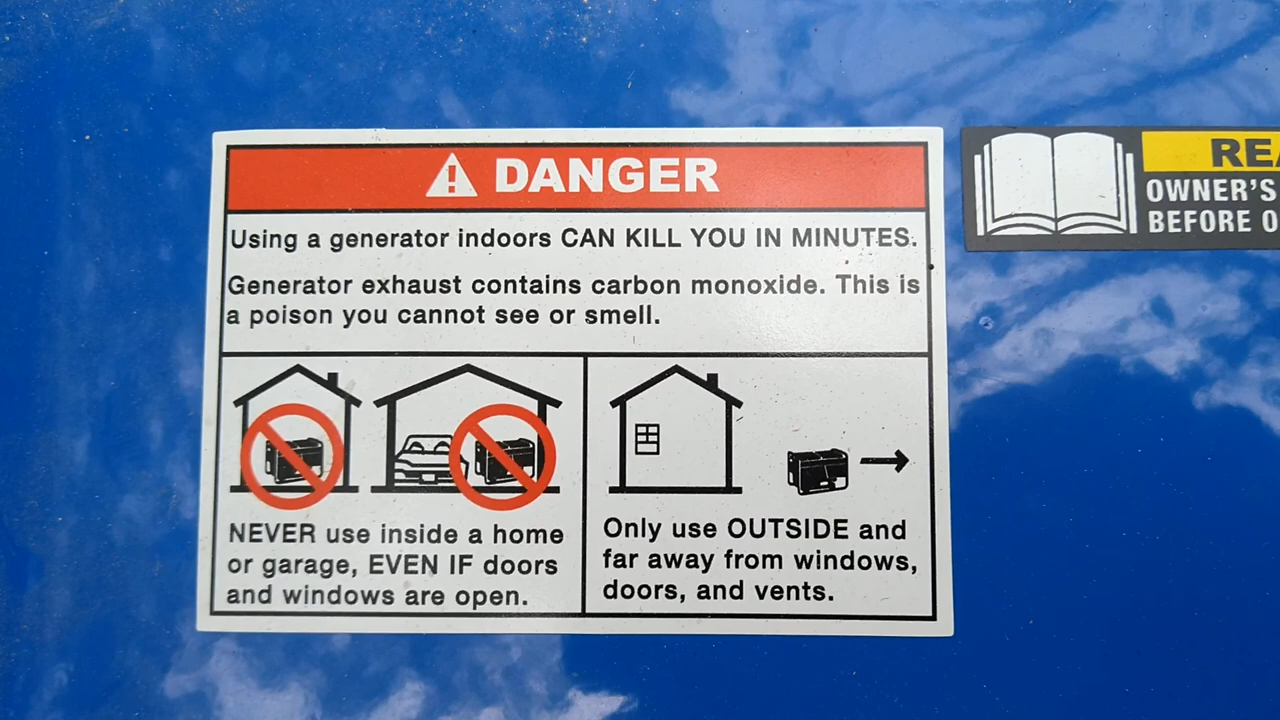 DANGER
Using a generator indoors CAN KILL YOU IN MINUTES.
Generator exhaust contains carbon monoxide. This is
a poison you cannot see or smell.
NEVER use inside a home
or garage, EVEN IF doors
and windows are open.
Only use OUTSIDE and
far away from windows,
doors, and vents.
OWNER'S
BEFORE